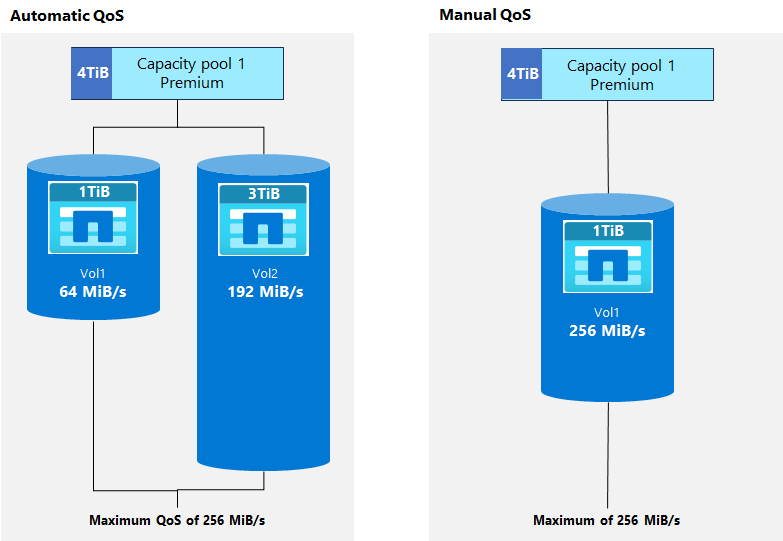 Automatic QoS
4TiB
Capacity pool 1
Premium
1TiB
Vol1
64 MiB/s
3TiB
Vol2
192 MiB/s
Maximum QoS of 256 MiB/s
Manual QoS
4TiB
Capacity pool 1
Premium
1TiB
Vol1
256 MiB/s
Maximum of 256 MiB/s